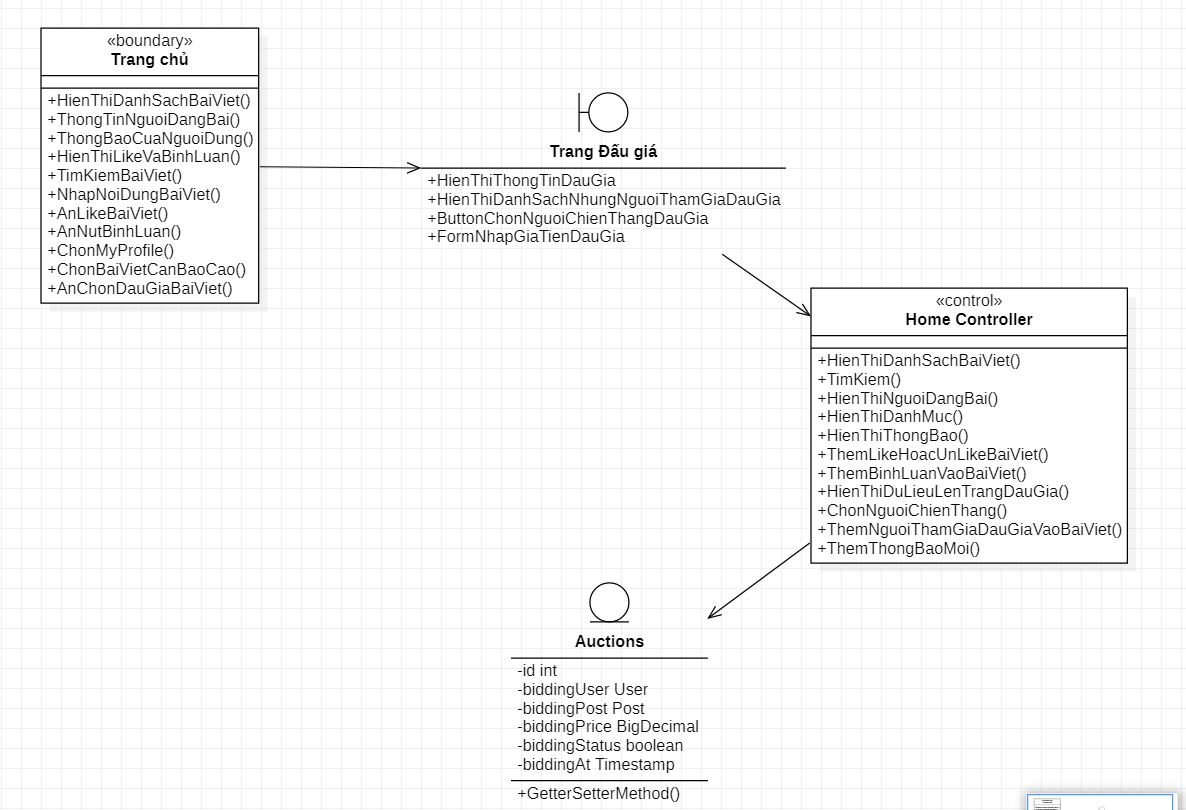 «boundary»
Trang chủ
+HienThiDanhSachBaiViet()
+ThongTinNguoiDangBai()
+ThongBaoCuaNguoiDung()
+HienThiLikeVaBinhLuan()
+TimKiemBaiViet()
+NhapNoiDungBaiViet()
+AnLikeBaiViet()
+AnNutBinhLuan()
+ChonMyProfile()
+ChonBaiVietCanBaoCao()
+AnChonDauGiaBaiViet()
Trang Đấu giá
+HienThiThongTinDauGia
+HienThiDanhSachNhungNguoiThamGiaDauGia
+ButtonChonNguoiChienThangDauGia
+FormNhapGiaTienDauGia
«control»
Home Controller
+HienThiDanhSachBaiViet()
+TimKiem()
+HienThiNguoiDangBai()
+HienThiDanhMuc()
+HienThiThongBao()
+ThemLikeHoacUnLikeBaiViet()
+ThemBinhLuanVaoBaiViet()
+HienThiDuLieuLenTrangDauGia()
+ChonNguoiChienThang()
+ThemNguoiThamGiaDauGiaVaoBaiViet()
+ThemThongBaoMoi()
Auctions
-id int
-biddingUser User
-biddingPost Post
-biddingPrice BigDecimal
-biddingStatus boolean
-biddingAt Timestamp
+GetterSetterMethod()